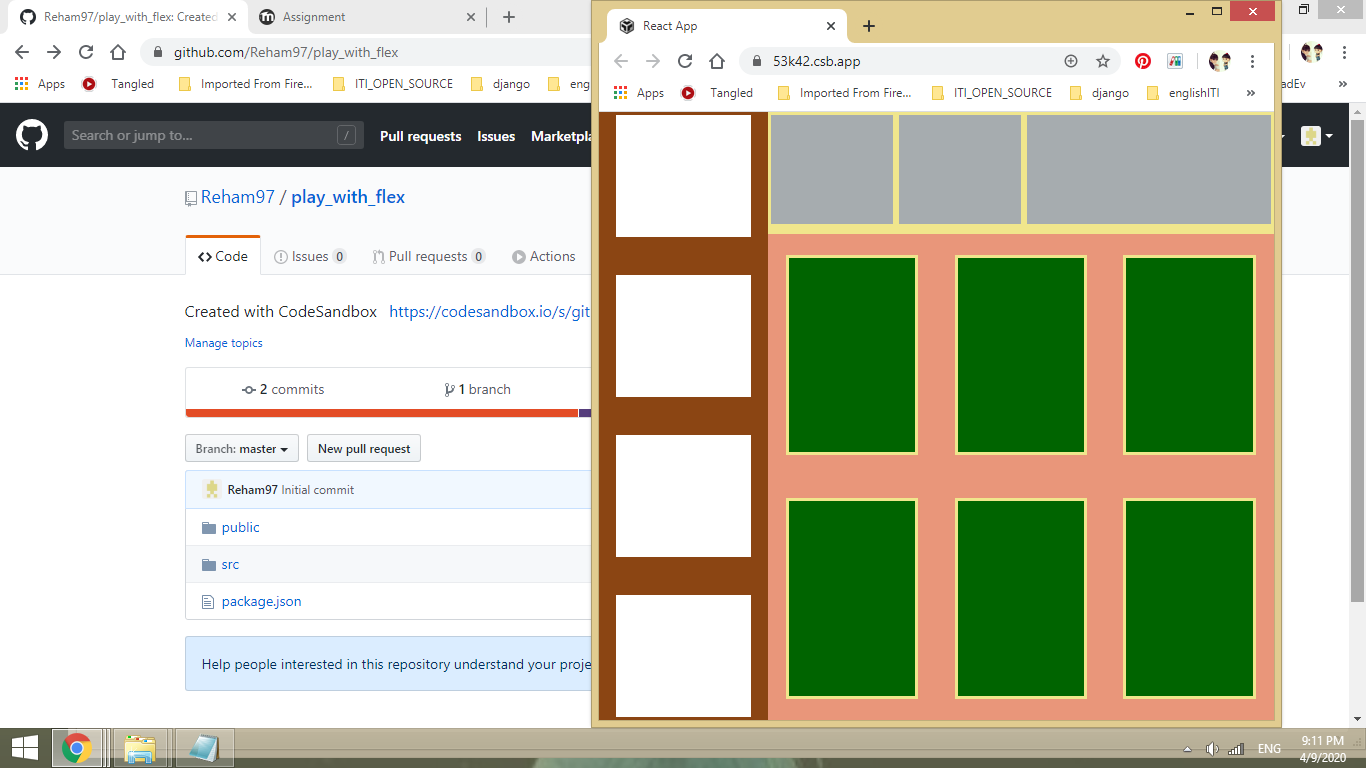 Reham97/play_with_flex: Created
Assignment
github.com/Reham97/play_with_flex
Apps Tangled Imported From Fire... ITI_OPEN_SOURCE django eng
adEv »
Search or jump to... /
Pull requests Issues Marketpla
Reham97 / play_with_flex
Code Issues 0 Pull requests 0 Actions
Created with CodeSandbox https://codesandbox.io/s/git
Manage topics
2 commits 1 branch
Branch: master New pull request
Reham97 Initial commit
public
src
package.json
Help people interested in this repository understand your proje
React App
53k42.csb.app
Apps Tangled Imported From Fire... ITI_OPEN_SOURCE django englishITI »
ENG
9:11 PM
4/9/2020